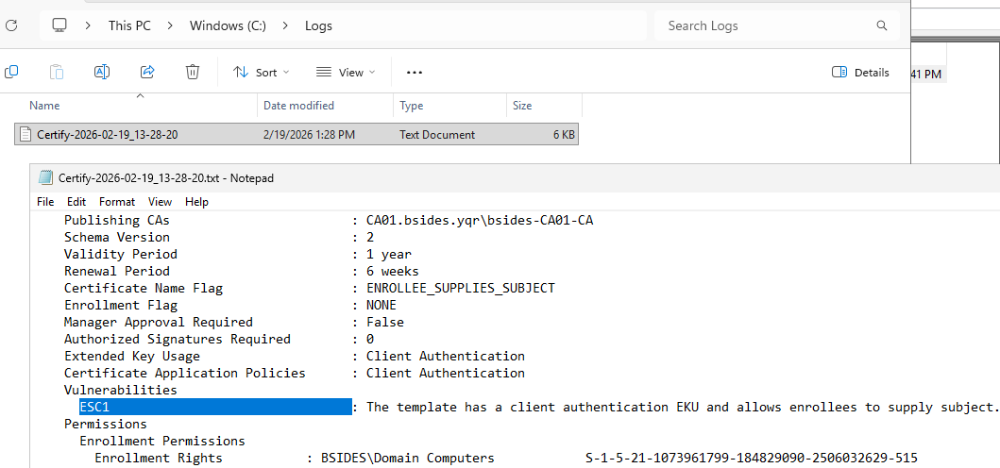 This PC > Windows (C:) > Logs
Search Logs
Sort
View
Details
41 PM
Name Date modified Type Size
Certify-2026-02-19_13-28-20 2/19/2026 1:28 PM Text Document 6 KB
Certify-2026-02-19_13-28-20.txt - Notepad
File Edit Format View Help
Publishing CAs : CA01.bsides.yqr\bsides-CA01-CA
Schema Version : 2
Validity Period : 1 year
Renewal Period : 6 weeks
Certificate Name Flag : ENROLLEE_SUPPLIES_SUBJECT
Enrollment Flag : NONE
Manager Approval Required : False
Authorized Signatures Required : 0
Extended Key Usage : Client Authentication
Certificate Application Policies : Client Authentication
Vulnerabilities
ESC1 : The template has a client authentication EKU and allows enrollees to supply subject.
Permissions
Enrollment Permissions
Enrollment Rights : BSIDES\Domain Computers S-1-5-21-1073961799-184829090-2506032629-515